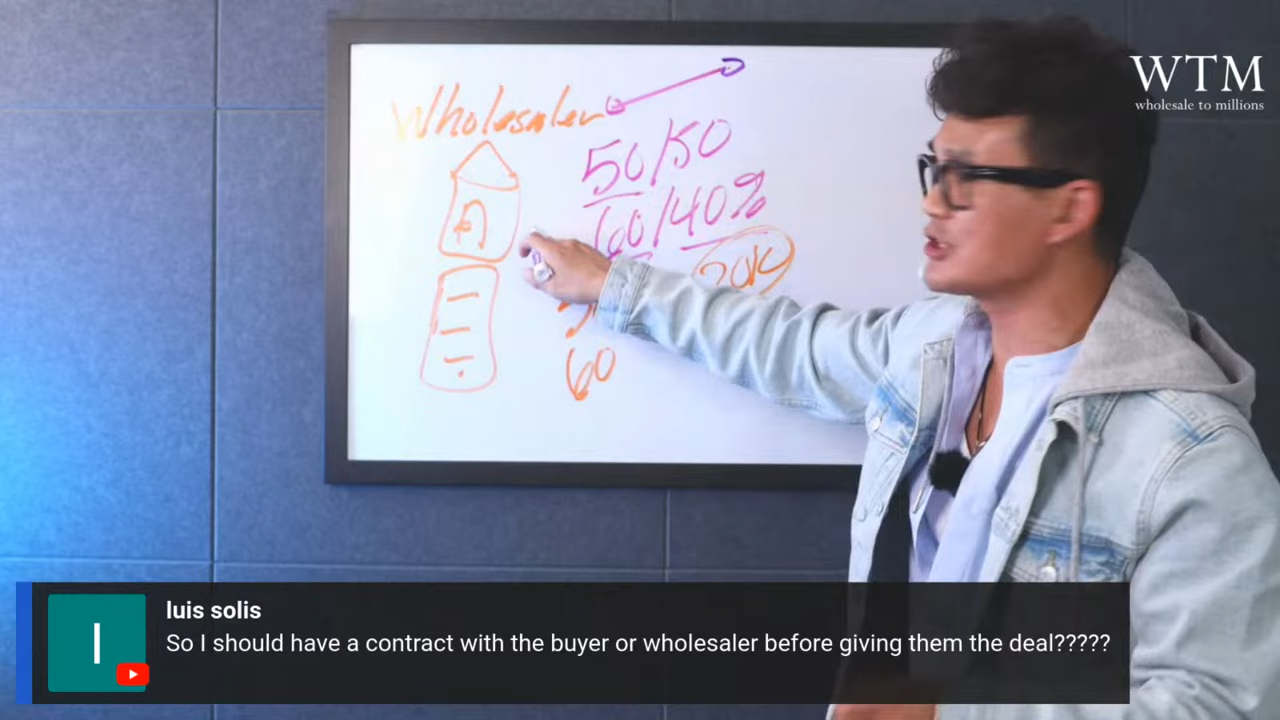 WTM
wholesale to millions
Wholesaler
50/50
60/40%
60
luis solis
So I should have a contract with the buyer or wholesaler before giving them the deal?????